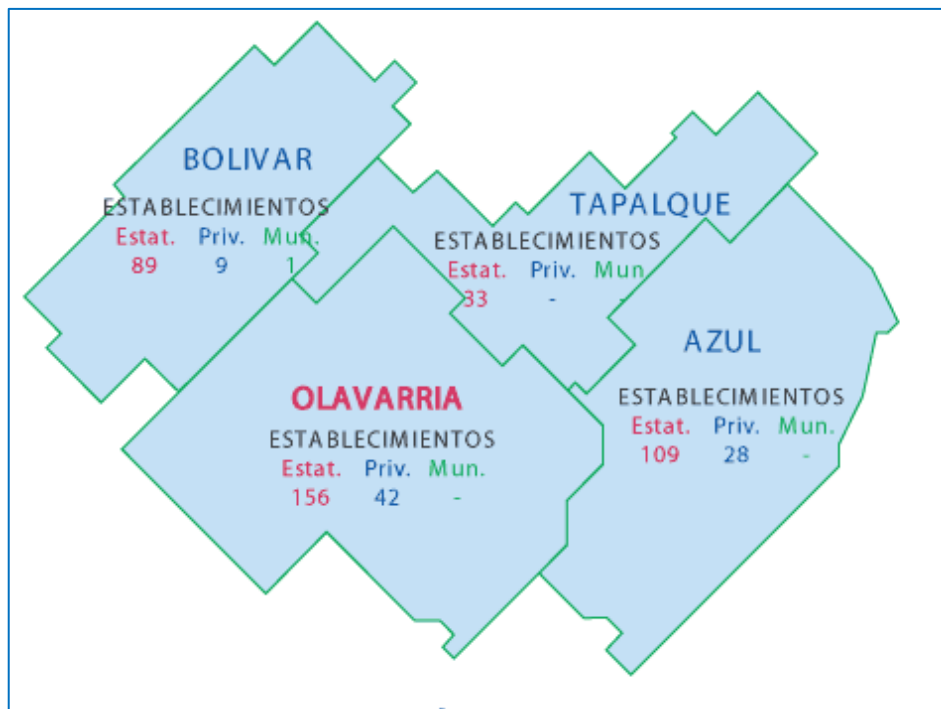 BOLIVAR
ESTABLECIMIENTOS
Estat. Priv. Mun.
89 9 1
TAPALQUE
ESTABLECIMIENTOS
Estat. Priv. Mun.
33 - -
AZUL
ESTABLECIMIENTOS
Estat. Priv. Mun.
109 28 -
OLAVARRIA
ESTABLECIMIENTOS
Estat. Priv. Mun.
156 42 -